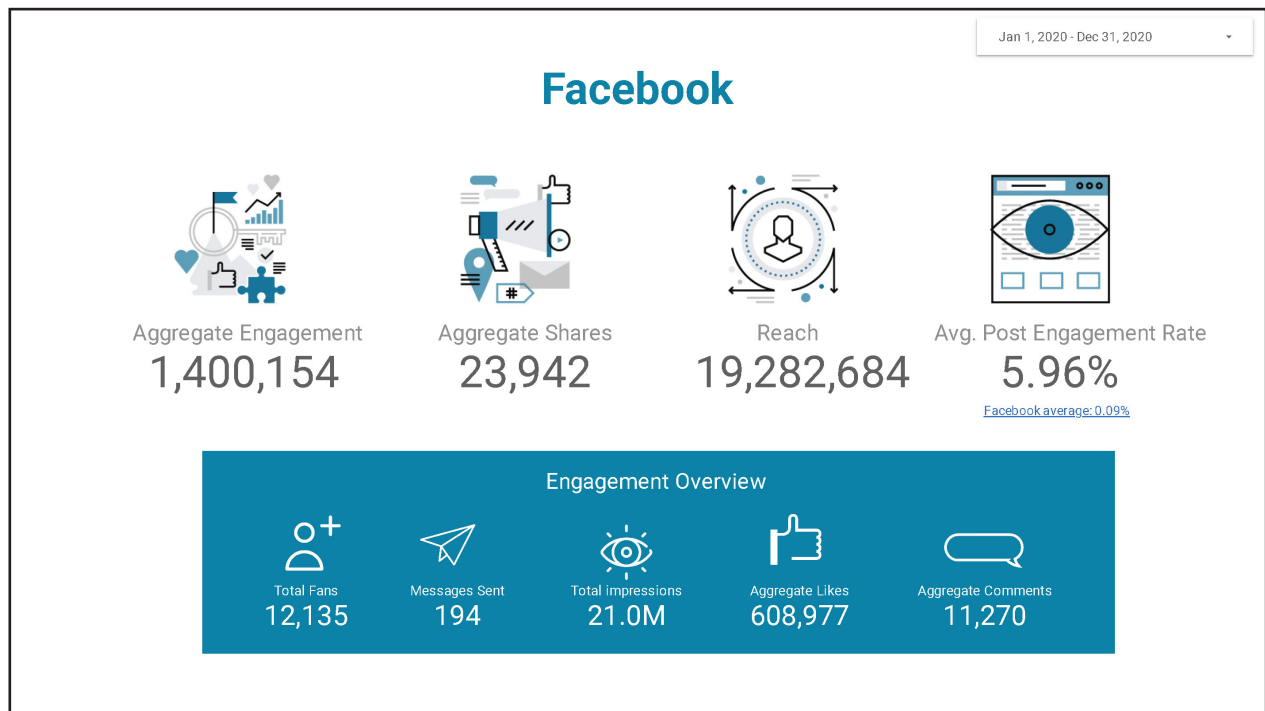 Jan 1, 2020 - Dec 31, 2020
Facebook
#
Aggregate Engagement
1,400,154
Aggregate Shares
23,942
Reach
19,282,684
Avg. Post Engagement Rate
5.96%
Facebook average: 0.09%
Engagement Overview
Total Fans
12,135
Messages Sent
194
Total impressions
21.0M
Aggregate Likes
608,977
Aggregate Comments
11,270